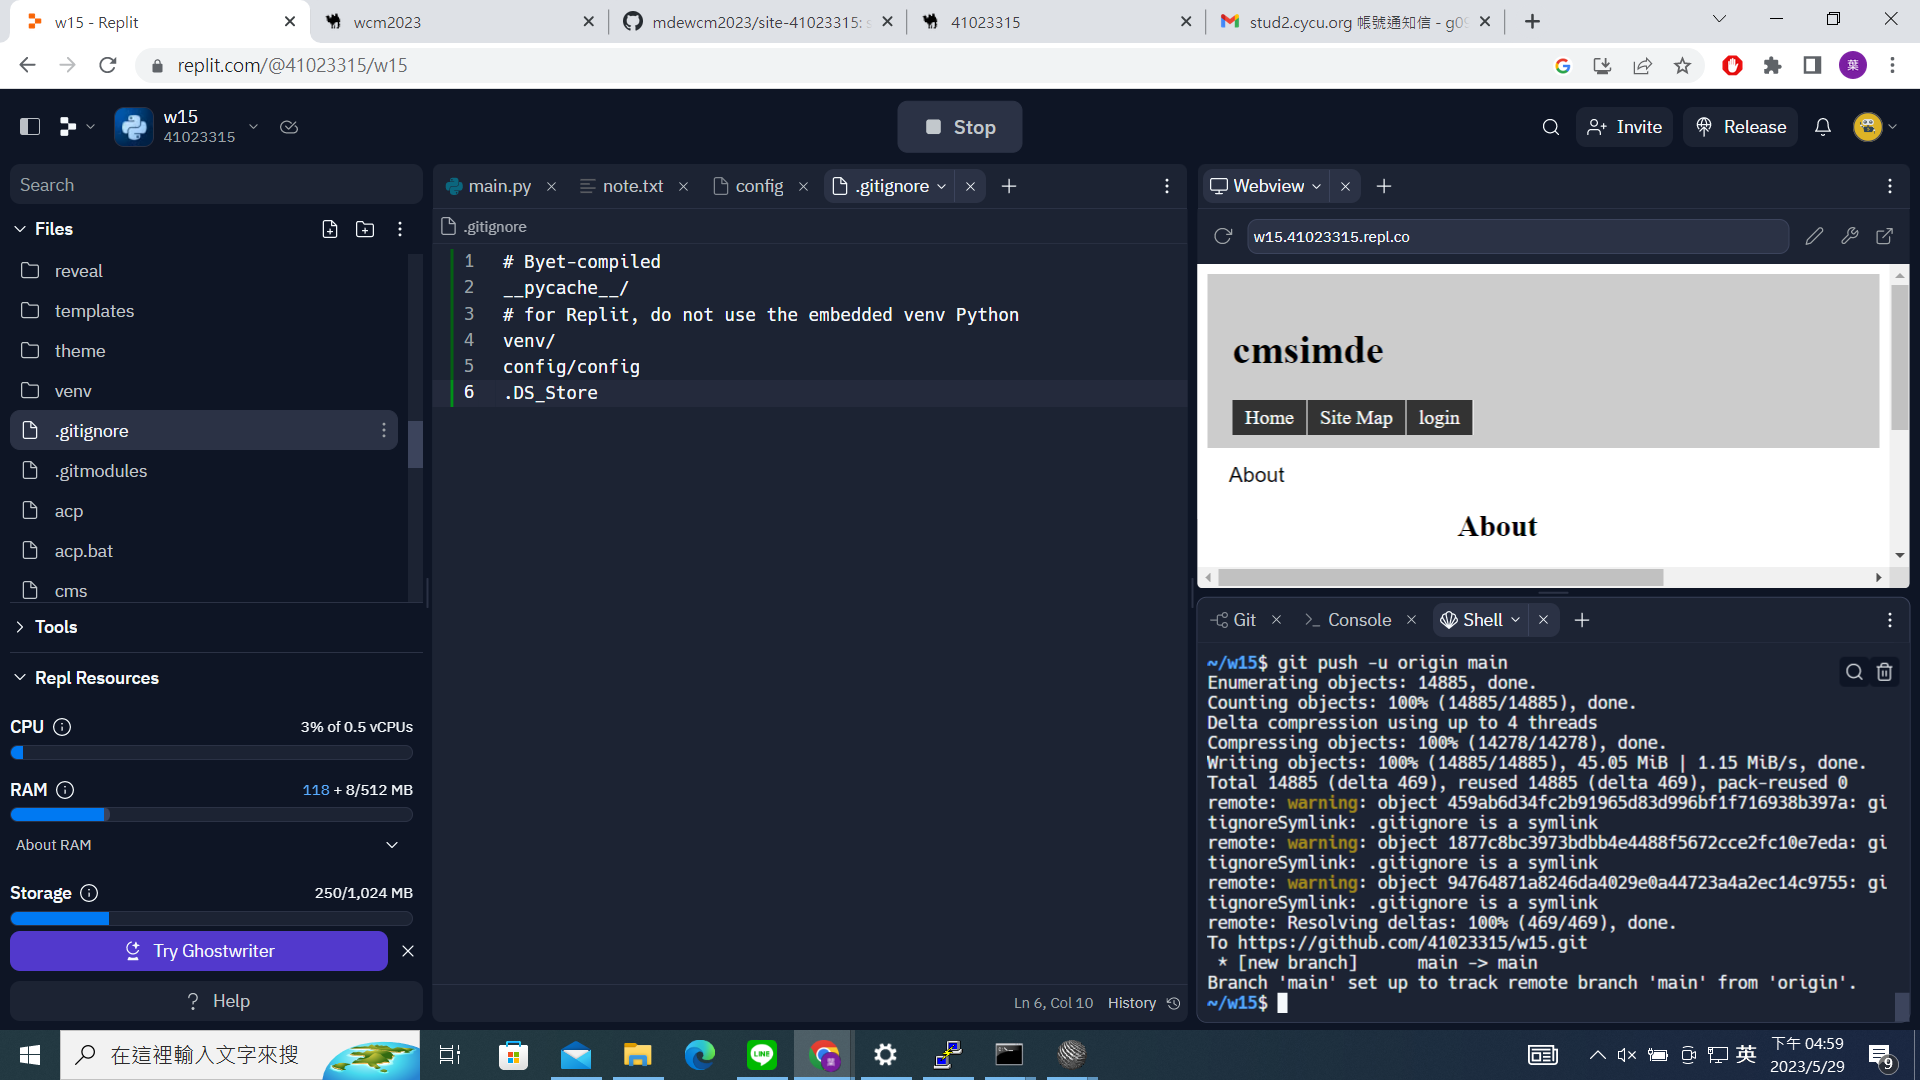 w15 - Replit
wcm2023
mdewcm2023/site-41023315: s
41023315
stud2.cycu.org 帳號通知信 - g09
replit.com/@41023315/w15
葉
w15
41023315
Stop
Invite
Release
Search
Files
reveal
templates
theme
venv
.gitignore
.gitmodules
acp
acp.bat
cms
Tools
Repl Resources
CPU
3% of 0.5 vCPUs
RAM
118 + 8/512 MB
About RAM
Storage
250/1,024 MB
Try Ghostwriter
? Help
main.py
note.txt
config
.gitignore
.gitignore
1 # Byet-compiled
2 __pycache__/
3 # for Replit, do not use the embedded venv Python
4 venv/
5 config/config
6 .DS_Store
Ln 6, Col 10 History
Webview
w15.41023315.repl.co
cmsimde
Home Site Map login
About
About
Git
Console
Shell
~/w15$ git push -u origin main
Enumerating objects: 14885, done.
Counting objects: 100% (14885/14885), done.
Delta compression using up to 4 threads
Compressing objects: 100% (14278/14278), done.
Writing objects: 100% (14885/14885), 45.05 MiB | 1.15 MiB/s, done.
Total 14885 (delta 469), reused 14885 (delta 469), pack-reused 0
remote: warning: object 459ab6d34fc2b91965d83d996bf1f716938b397a: gi
tignoreSymlink: .gitignore is a symlink
remote: warning: object 1877c8bc3973bdbb4e4488f5672cce2fc10e7eda: gi
tignoreSymlink: .gitignore is a symlink
remote: warning: object 94764871a8246da4029e0a44723a4a2ec14c9755: gi
tignoreSymlink: .gitignore is a symlink
remote: Resolving deltas: 100% (469/469), done.
To https://github.com/41023315/w15.git
* [new branch] main -> main
Branch 'main' set up to track remote branch 'main' from 'origin'.
~/w15$
在這裡輸入文字來搜
LINE
葉
英
下午 04:59
2023/5/29
9